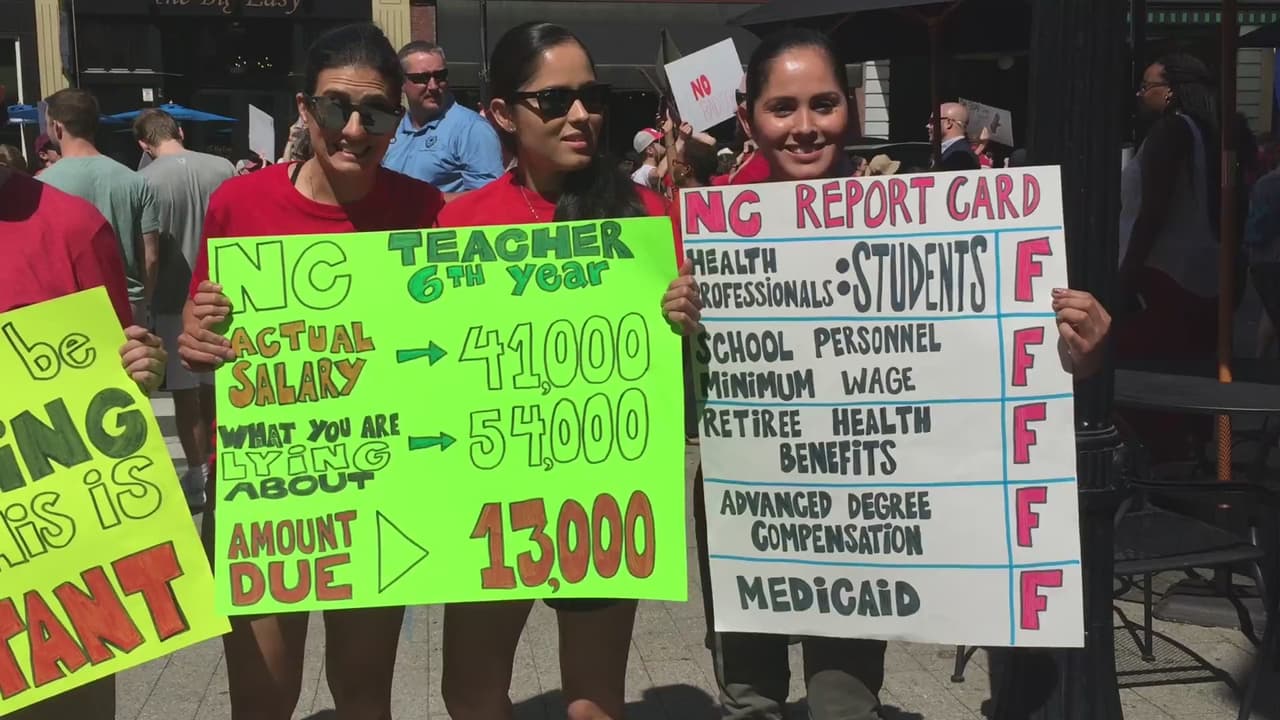 the Big Easy
NO
be
ING
THIS IS
TANT
NC TEACHER
6TH year
ACTUAL
SALARY → 41,000
WHAT YOU ARE
LYiNG → 54,000
ABOUT
AMOUNT
DUE 13,000
NC REPORT CARD
HEALTH
PROFESSIONALS : STUDENTS F
SCHOOL PERSONNEL
MiNiMUM WAGE F
RETiREE HEALTH
BENEFiTS F
ADVANCED DEGREE
COMPENSATiON F
MEDiCAiD F